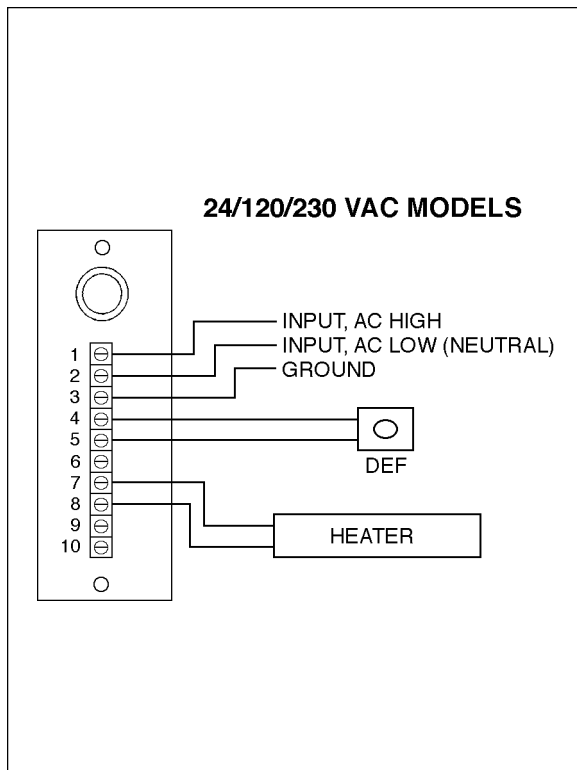 24/120/230 VAC MODELS
INPUT, AC HIGH
INPUT, AC LOW (NEUTRAL)
GROUND
1
2
3
4
5
6
7
8
9
10
DEF
HEATER